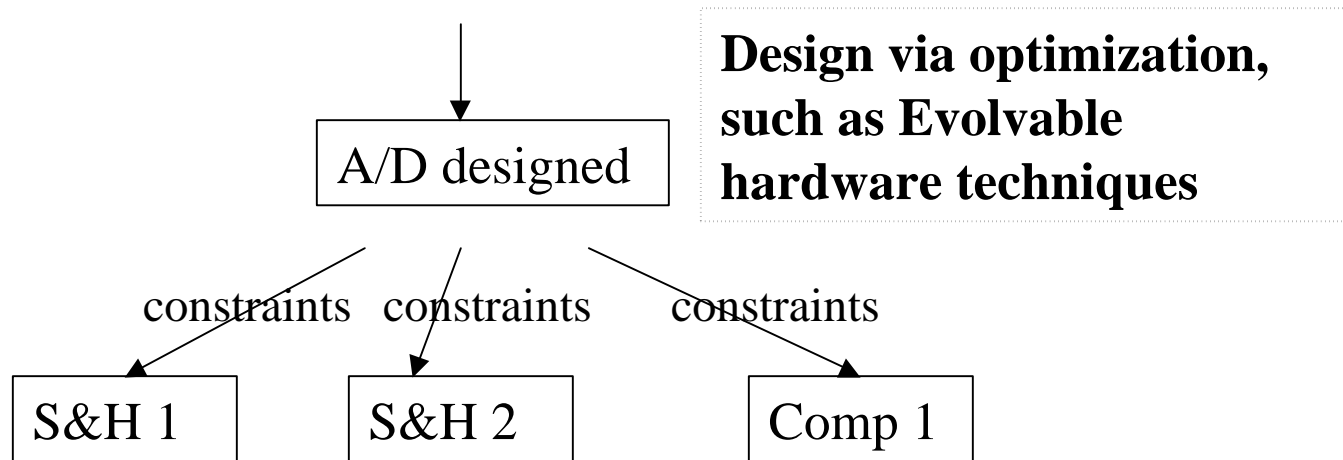 Design via optimization,
such as Evolvable
hardware techniques
A/D designed
constraints constraints constraints
S&H 1 S&H 2 Comp 1